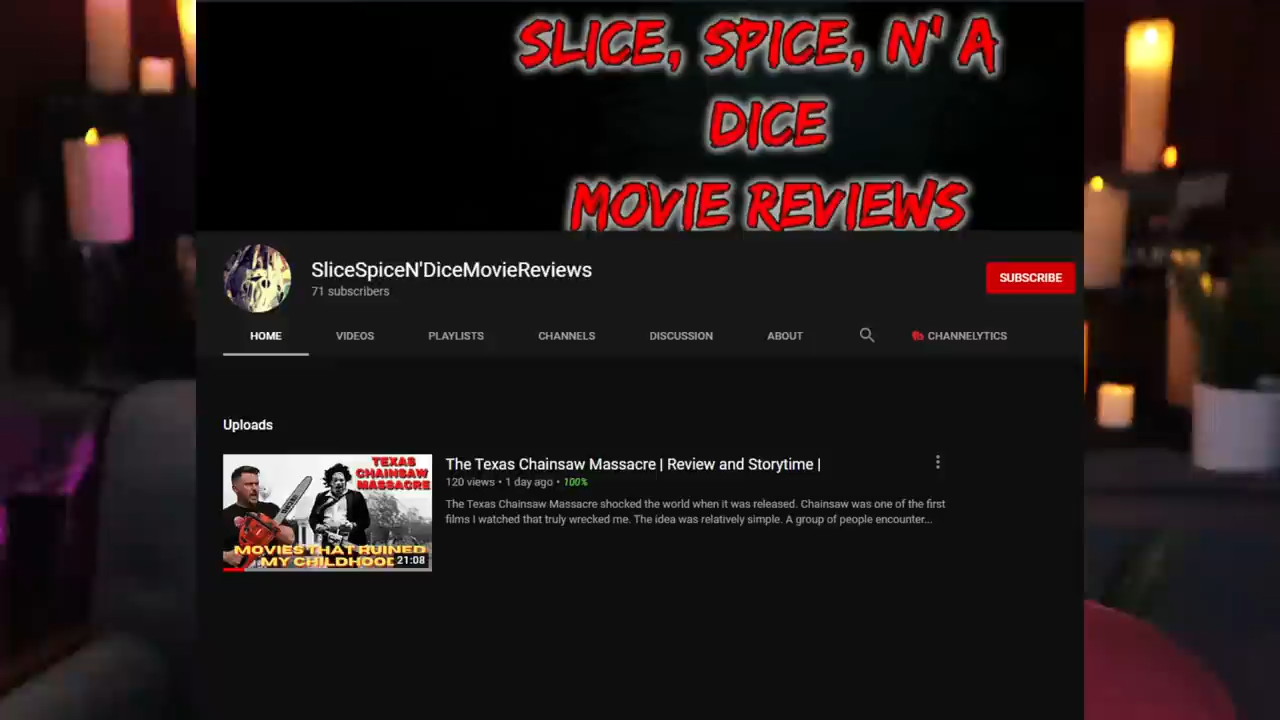 SLICE, SPICE, N' A
DICE
MOVIE REVIEWS
SliceSpiceN'DiceMovieReviews
71 subscribers
SUBSCRIBE
HOME
VIDEOS
PLAYLISTS
CHANNELS
DISCUSSION
ABOUT
CHANNELYTICS
Uploads
TEXAS
CHAINSAW
MASSACRE
MOVIES THAT RUINED
MY CHILDHOOD
21:08
The Texas Chainsaw Massacre | Review and Storytime |
120 views • 1 day ago • 100%
The Texas Chainsaw Massacre shocked the world when it was released. Chainsaw was one of the first
films I watched that truly wrecked me. The idea was relatively simple. A group of people encounter...